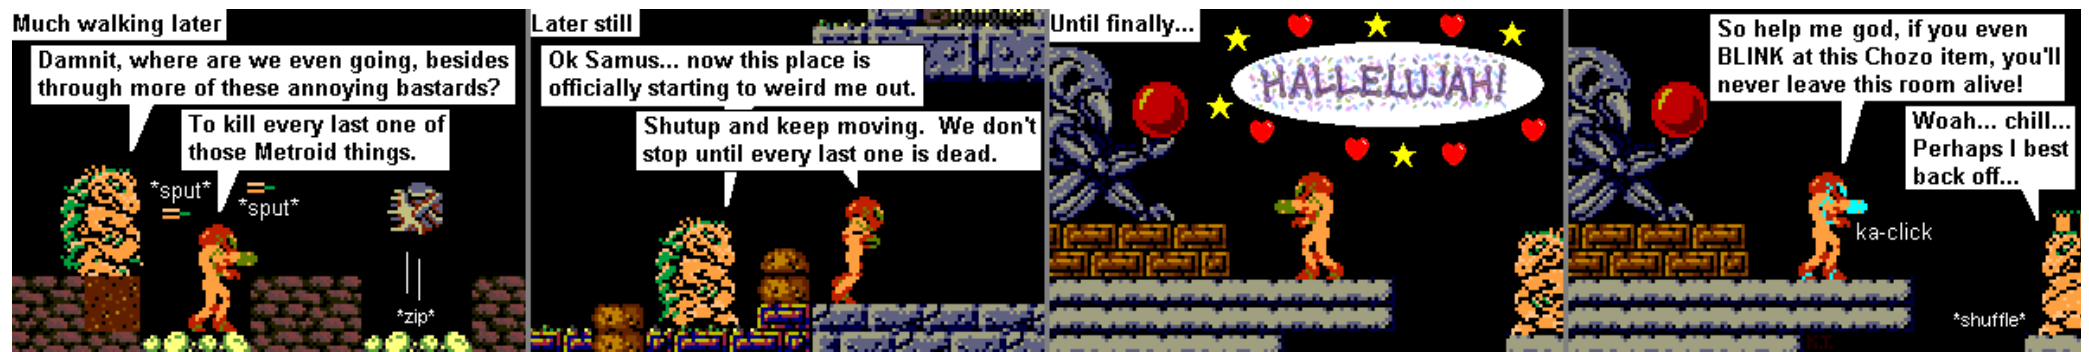 Much walking later
Damnit, where are we even going, besides
through more of these annoying bastards?
To kill every last one of
those Metroid things.
*sput*
*sput*
*zip*
Later still
Ok Samus... now this place is
officially starting to weird me out.
Shutup and keep moving. We don't
stop until every last one is dead.
Until finally...
HALLELUJAH!
So help me god, if you even
BLINK at this Chozo item, you'll
never leave this room alive!
Woah... chill...
Perhaps I best
back off...
ka-click
*shuffle*